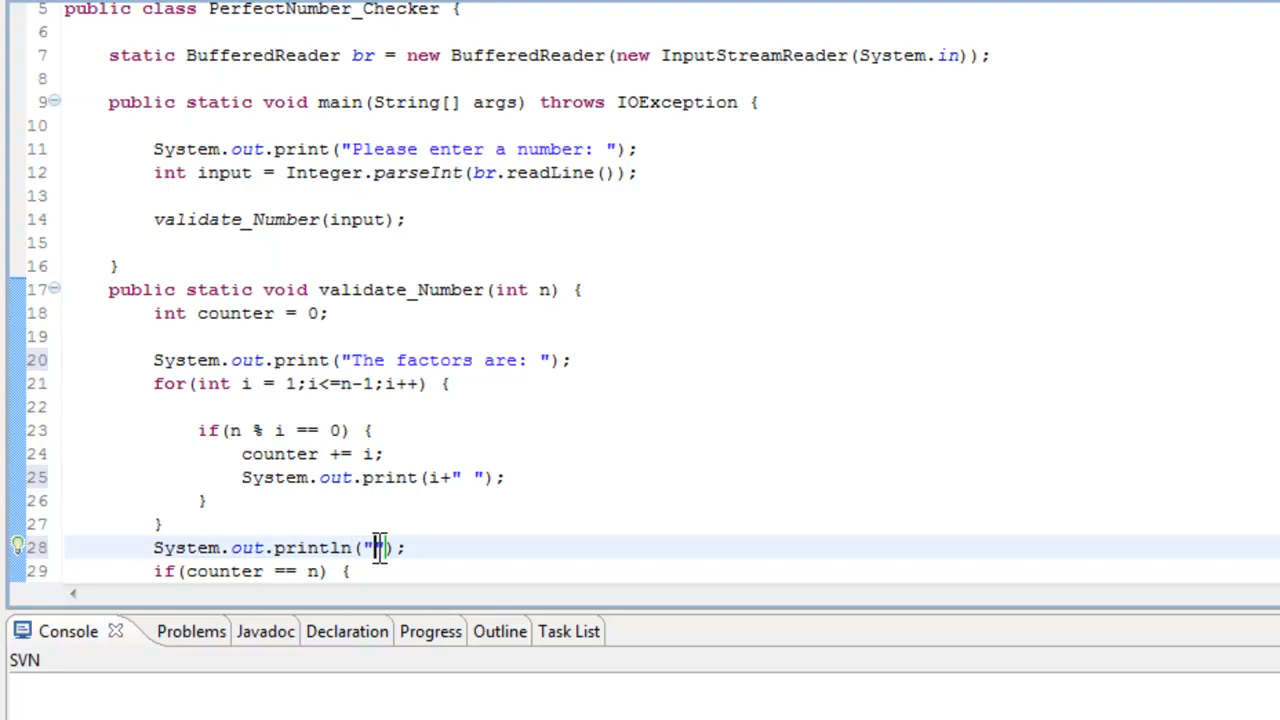 5 public class PerfectNumber_Checker {
6
7 static BufferedReader br = new BufferedReader(new InputStreamReader(System.in));
8
9 public static void main(String[] args) throws IOException {
10
11 System.out.print("Please enter a number: ");
12 int input = Integer.parseInt(br.readLine());
13
14 validate_Number(input);
15
16 }
17 public static void validate_Number(int n) {
18 int counter = 0;
19
20 System.out.print("The factors are: ");
21 for(int i = 1;i<=n-1;i++) {
22
23 if(n % i == 0) {
24 counter += i;
25 System.out.print(i+" ");
26 }
27 }
28 System.out.println("");
29 if(counter == n) {
Console Problems Javadoc Declaration Progress Outline Task List
SVN